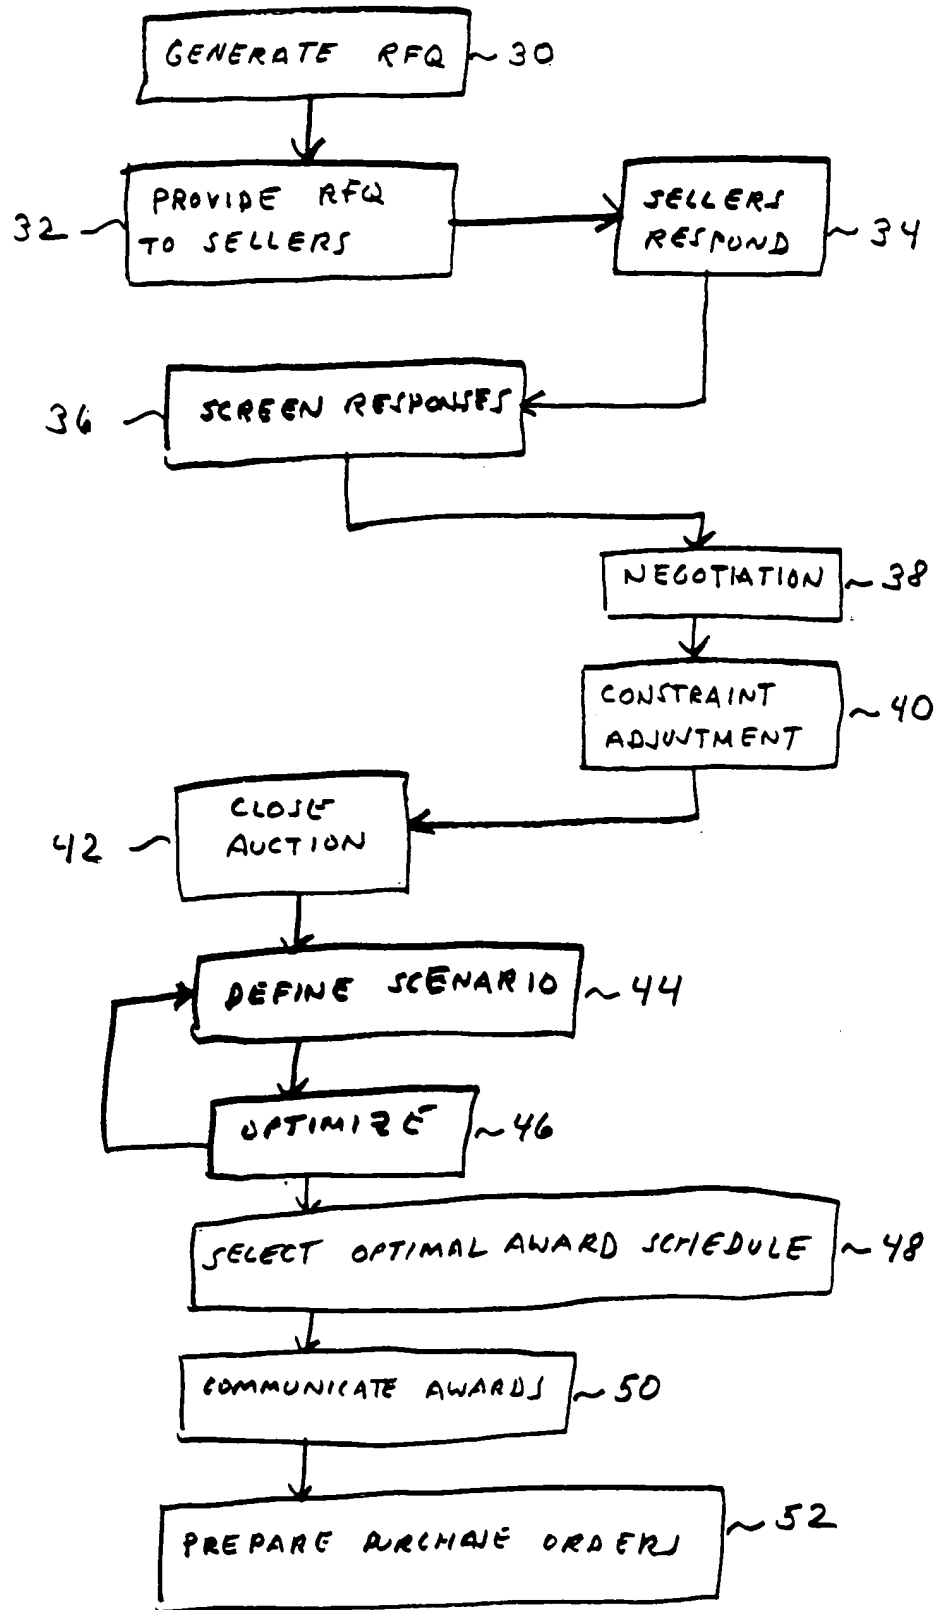 GENERATE RFQ ~30
PROVIDE RFQ
TO SELLERS
32
SELLERS
RESPOND
~34
SCREEN RESPONSES
36
NEGOTIATION ~38
CONSTRAINT
ADJUSTMENT
~40
CLOSE
AUCTION
42
DEFINE SCENARIO ~44
OPTIMIZE ~46
SELECT OPTIMAL AWARD SCHEDULE ~48
COMMUNICATE AWARDS ~50
PREPARE PURCHASE ORDERS ~52